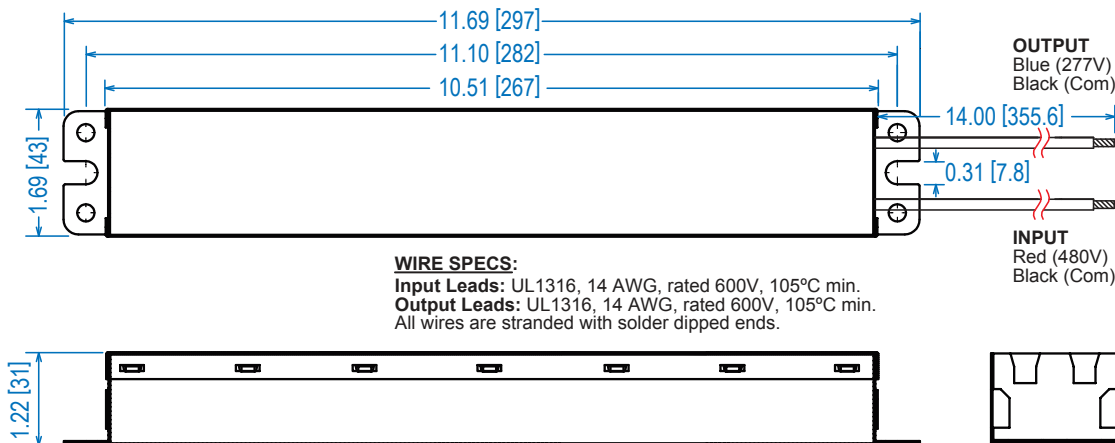 11.69 [297]
11.10 [282]
10.51 [267]
OUTPUT
Blue (277V)
Black (Com)
14.00 [355.6]
1.69 [43]
0.31 [7.8]
INPUT
Red (480V)
Black (Com)
WIRE SPECS:
Input Leads: UL1316, 14 AWG, rated 600V, 105ºC min.
Output Leads: UL1316, 14 AWG, rated 600V, 105ºC min.
All wires are stranded with solder dipped ends.
1.22 [31]